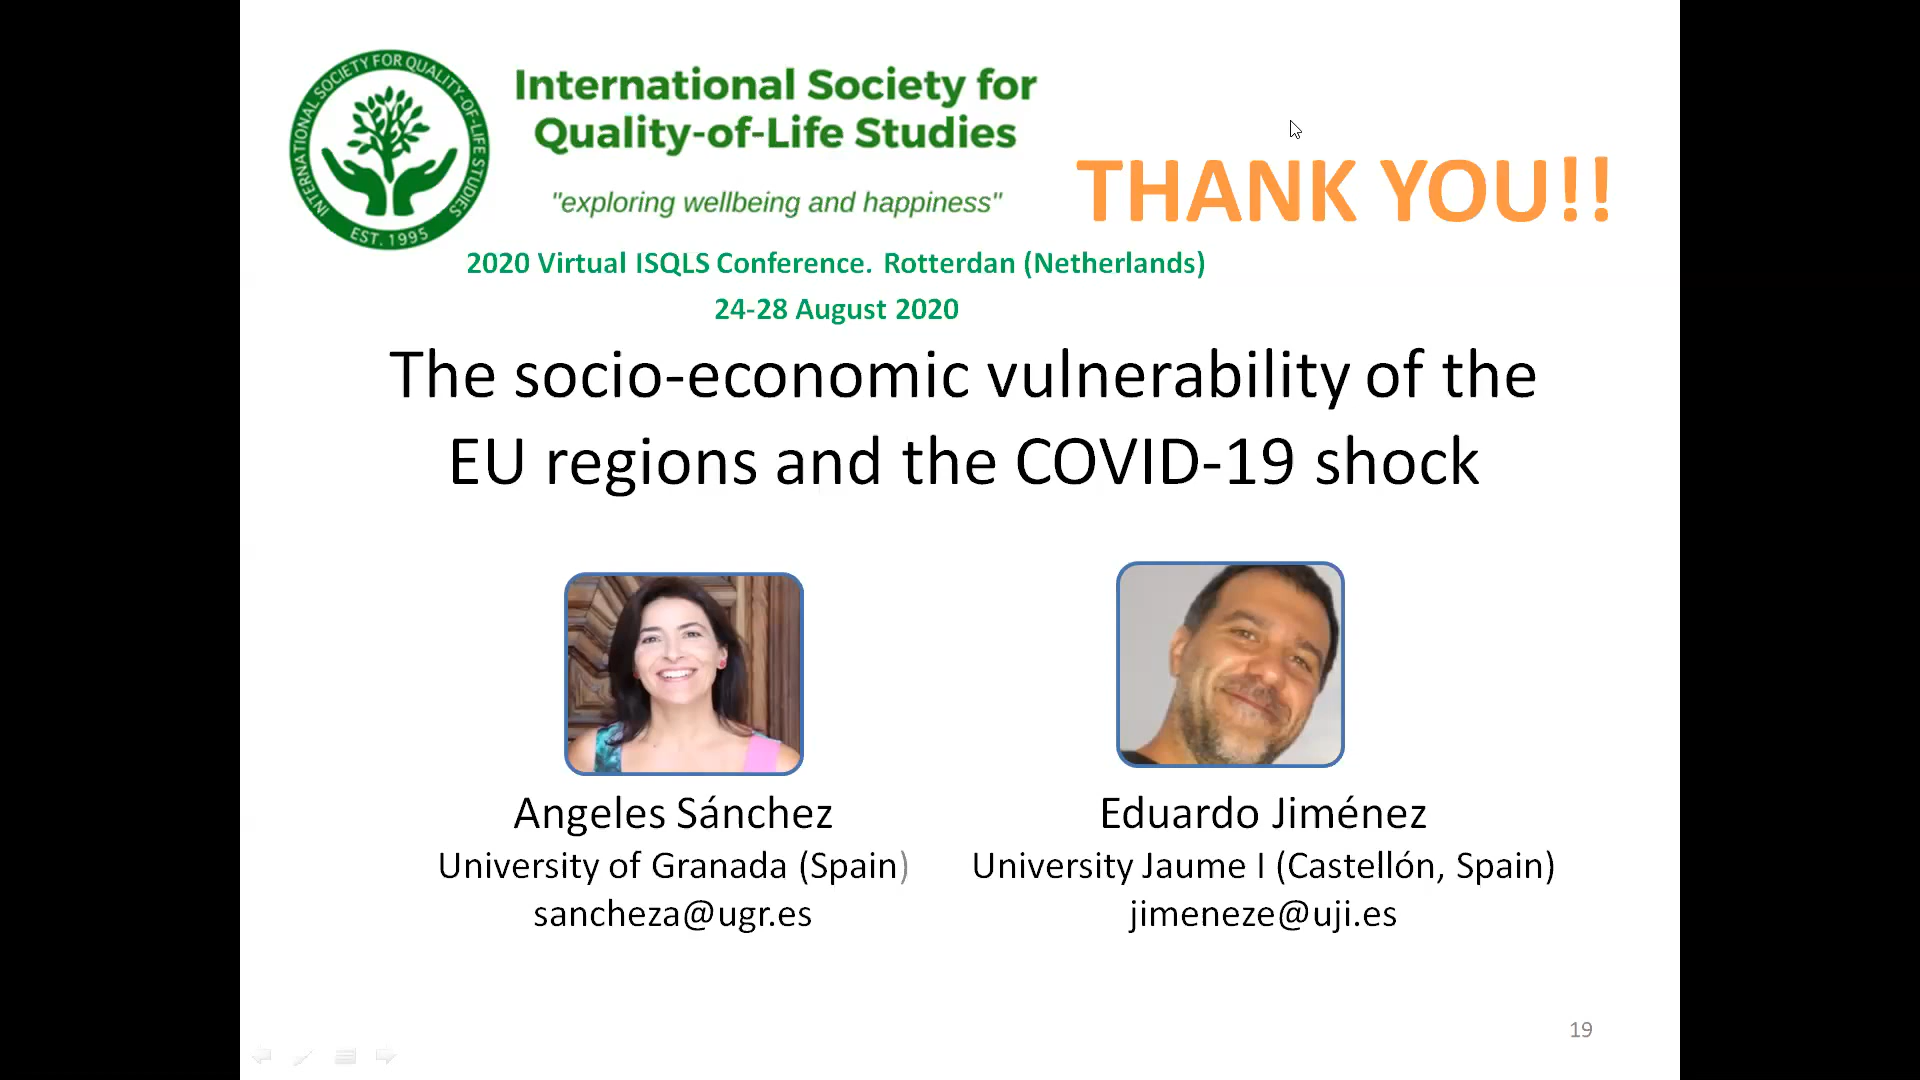 INTERNATIONAL SOCIETY FOR QUALITY-OF-LIFE STUDIES
EST. 1995
International Society for
Quality-of-Life Studies
"exploring wellbeing and happiness"
THANK YOU!!
2020 Virtual ISQLS Conference. Rotterdan (Netherlands)
24-28 August 2020
The socio-economic vulnerability of the
EU regions and the COVID-19 shock
Angeles Sánchez
University of Granada (Spain)
sancheza@ugr.es
Eduardo Jiménez
University Jaume I (Castellón, Spain)
jimeneze@uji.es
19